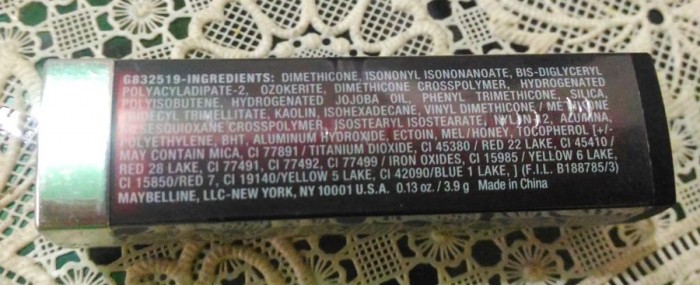 G832519-INGREDIENTS: DIMETHICONE, ISONONYL ISONONANOATE, BIS-DIGLYCERYL
POLYACYLADIPATE-2, OZOKERITE, DIMETHICONE CROSSPOLYMER, HYDROGENATED
POLYISOBUTENE, HYDROGENATED JOJOBA OIL, PHENYL TRIMETHICONE, SILICA,
TRIDECYL TRIMELLITATE, KAOLIN, ISOHEXADECANE, VINYL DIMETHICONE / METHICONE
SILSESQUIOXANE CROSSPOLYMER, ISOSTEARYL ISOSTEARATE, NYLON-12, ALUMINA,
POLYETHYLENE, BHT, ALUMINUM HYDROXIDE, ECTOIN, MEL/HONEY, TOCOPHEROL [+/-
MAY CONTAIN MICA, CI 77891 / TITANIUM DIOXIDE, CI 45380 / RED 22 LAKE, CI 45410 /
RED 28 LAKE, CI 77491, CI 77492, CI 77499 / IRON OXIDES, CI 15985 / YELLOW 6 LAKE,
CI 15850/RED 7, CI 19140/YELLOW 5 LAKE, CI 42090/BLUE 1 LAKE, ] (F.I.L. B188785/3)
MAYBELLINE, LLC-NEW YORK, NY 10001 U.S.A. 0.13 oz. / 3.9 g Made in China